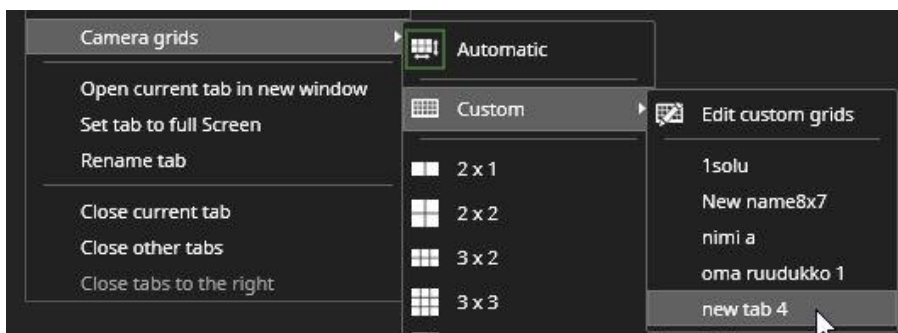 Camera grids
Open current tab in new window
Set tab to full Screen
Rename tab
Close current tab
Close other tabs
Close tabs to the right
Automatic
Custom
2 x 1
2 x 2
3 x 2
3 x 3
Edit custom grids
1solu
New name8x7
nimi a
oma ruudukko 1
new tab 4